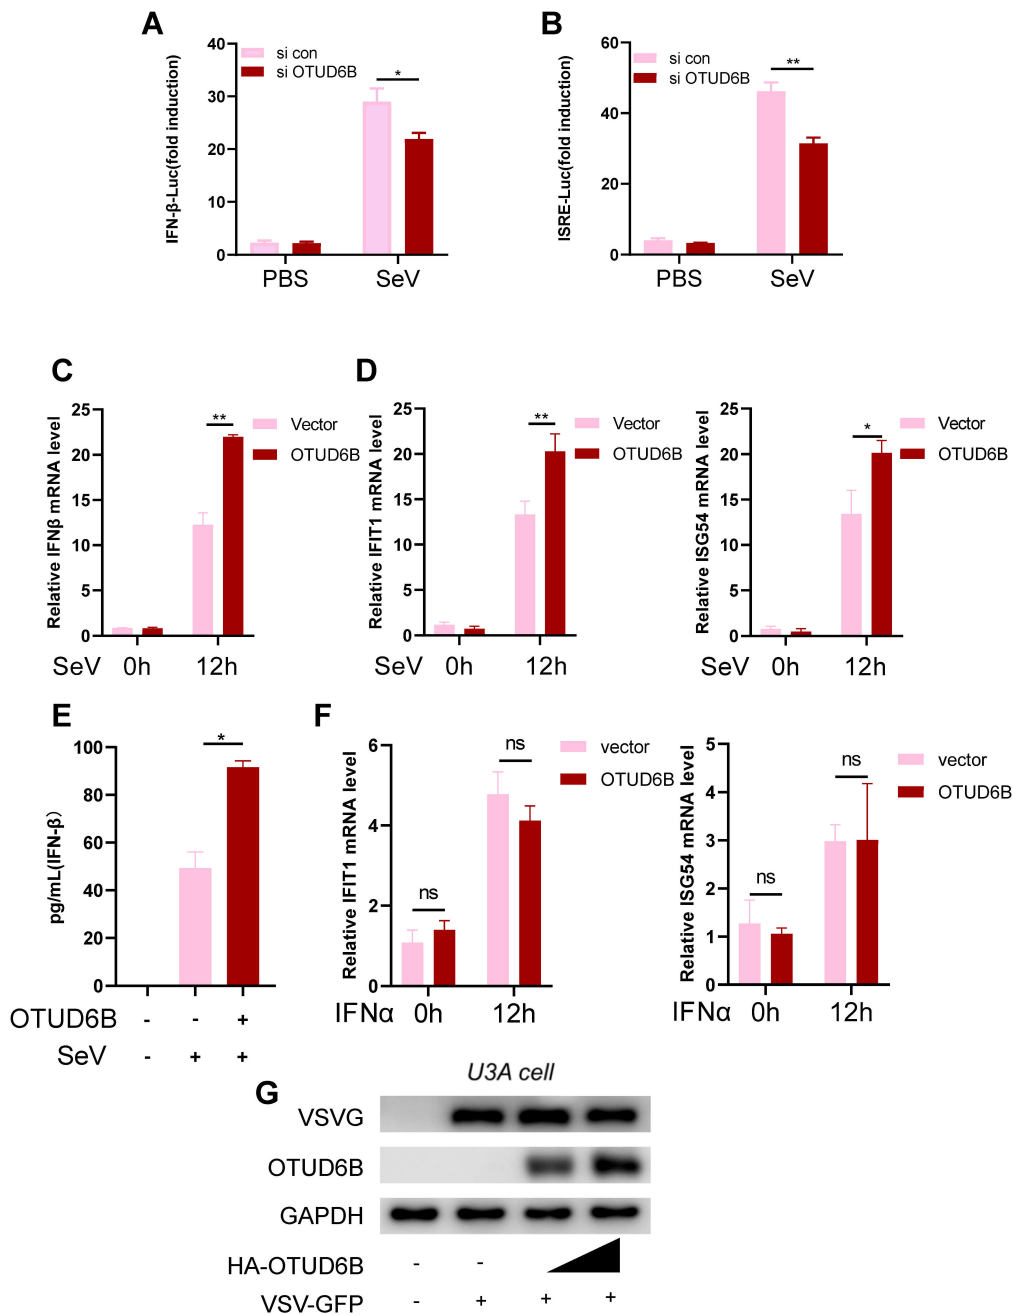 A
IFN-β-Luc(fold induction)
40
30
20
10
0
si con
si OTUD6B
*
PBS
SeV
B
ISRE-Luc(fold induction)
60
40
20
0
si con
si OTUD6B
**
PBS
SeV
C
Relative IFNβ mRNA level
25
20
15
10
5
0
**
Vector
OTUD6B
SeV 0h 12h
D
Relative IFIT1 mRNA level
25
20
15
10
5
0
**
Vector
OTUD6B
SeV 0h 12h
Relative ISG54 mRNA level
25
20
15
10
5
0
*
Vector
OTUD6B
SeV 0h 12h
E
pg/mL(IFN-β)
100
80
60
40
20
0
*
OTUD6B - - +
SeV - + +
F
Relative IFIT1 mRNA level
6
4
2
0
ns
ns
vector
OTUD6B
IFNα 0h 12h
Relative ISG54 mRNA level
5
4
3
2
1
0
ns
ns
vector
OTUD6B
IFNα 0h 12h
G
U3A cell
VSVG
OTUD6B
GAPDH
HA-OTUD6B - -
VSV-GFP - + + +